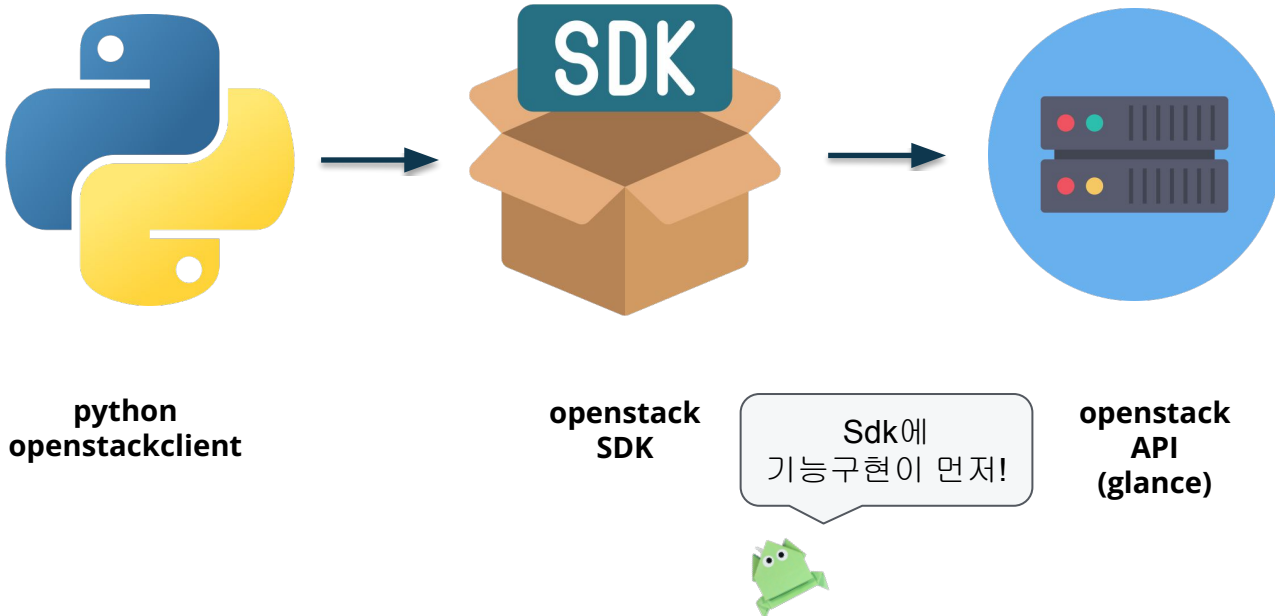 SDK
python
openstackclient
openstack
SDK
Sdk에
기능구현이 먼저!
openstack
API
(glance)